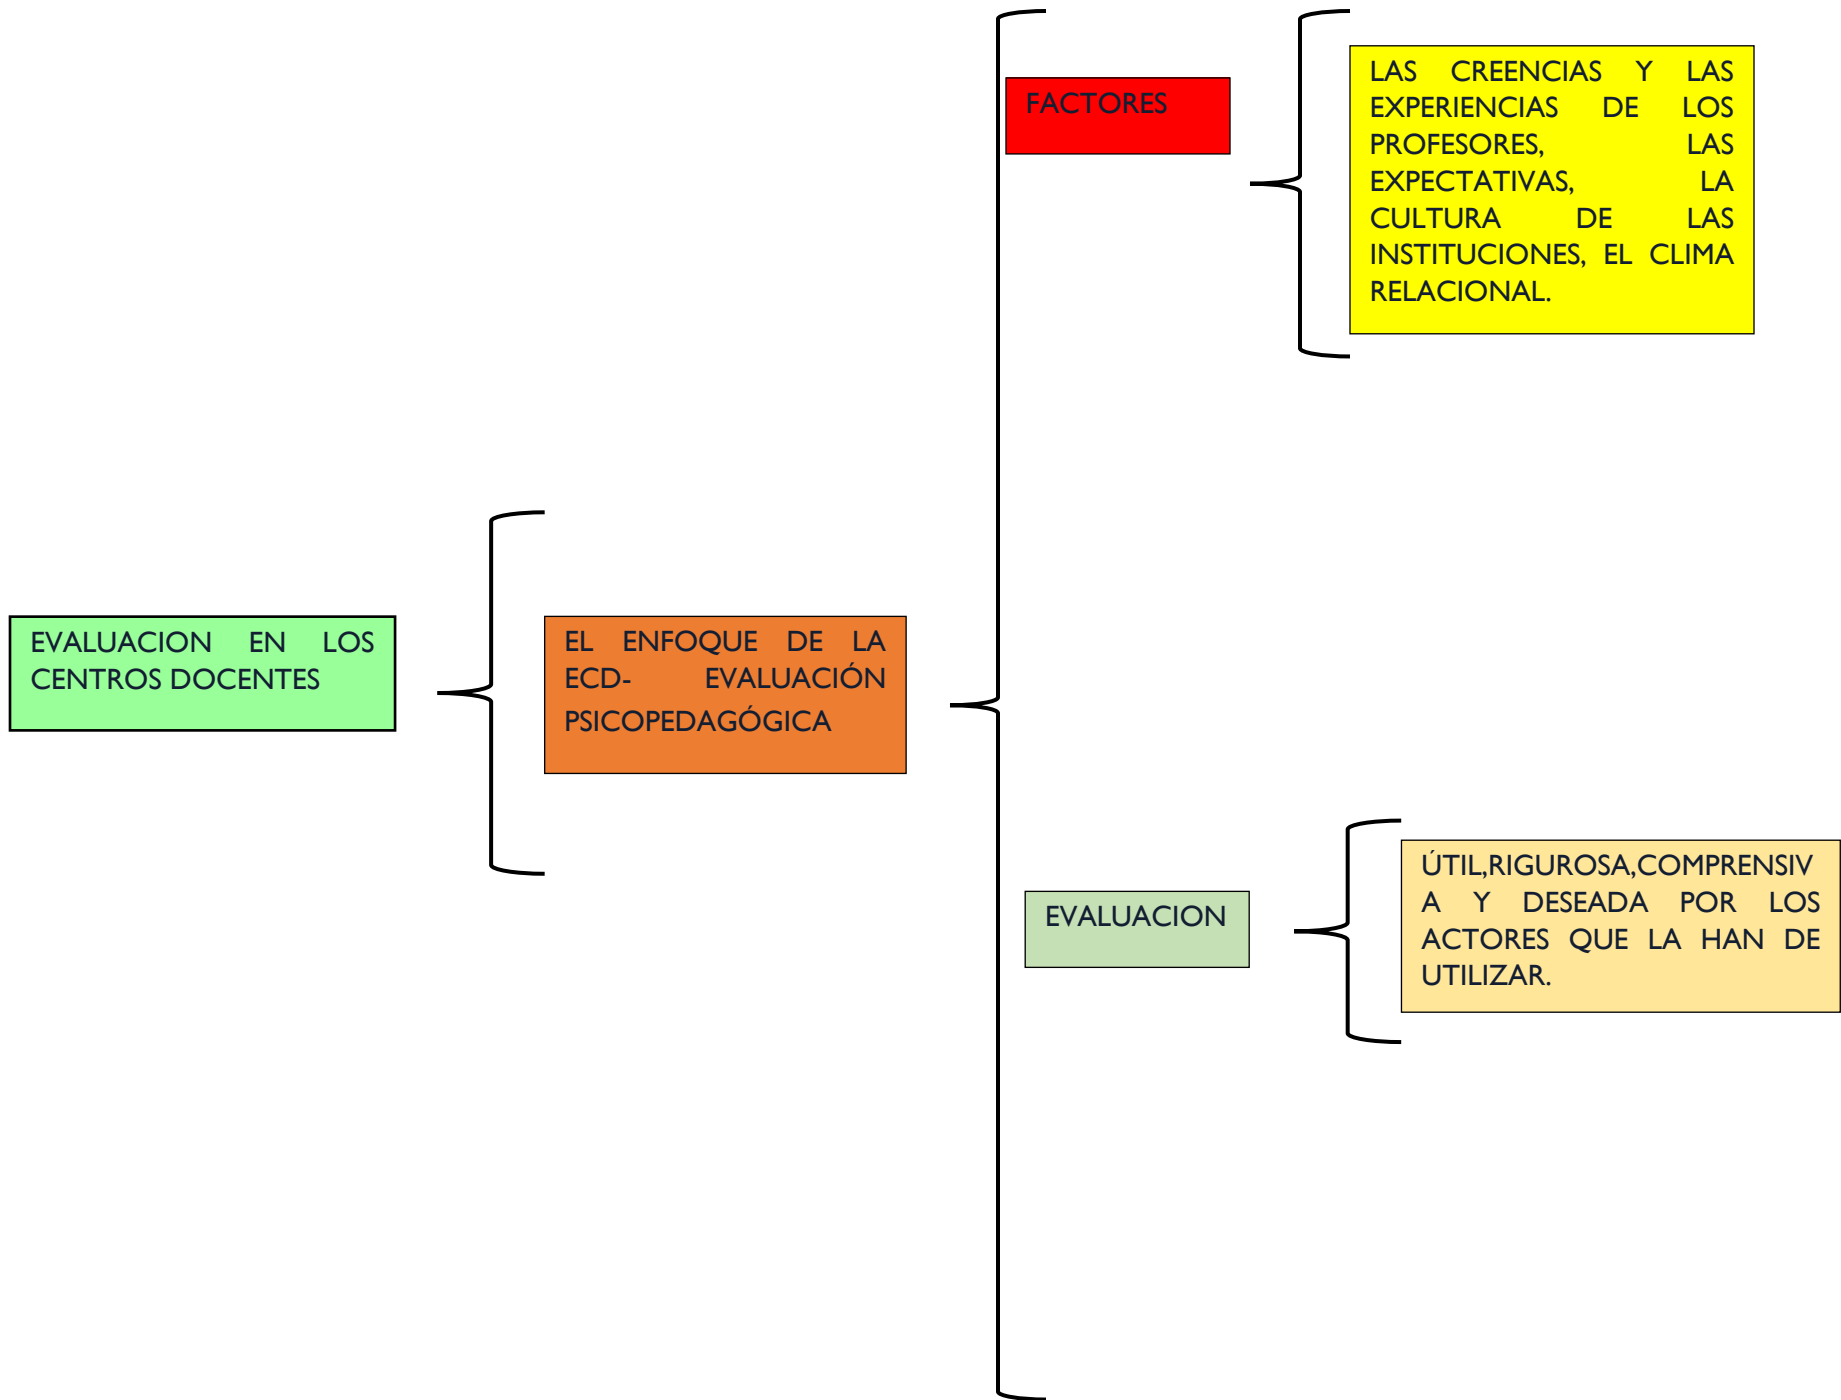 FACTORES
LAS CREENCIAS Y LAS
EXPERIENCIAS DE LOS
PROFESORES, LAS
EXPECTATIVAS, LA
CULTURA DE LAS
INSTITUCIONES, EL CLIMA
RELACIONAL.
EVALUACION EN LOS
CENTROS DOCENTES
EL ENFOQUE DE LA
ECD- EVALUACIÓN
PSICOPEDAGÓGICA
EVALUACION
ÚTIL,RIGUROSA,COMPRENSIV
A Y DESEADA POR LOS
ACTORES QUE LA HAN DE
UTILIZAR.